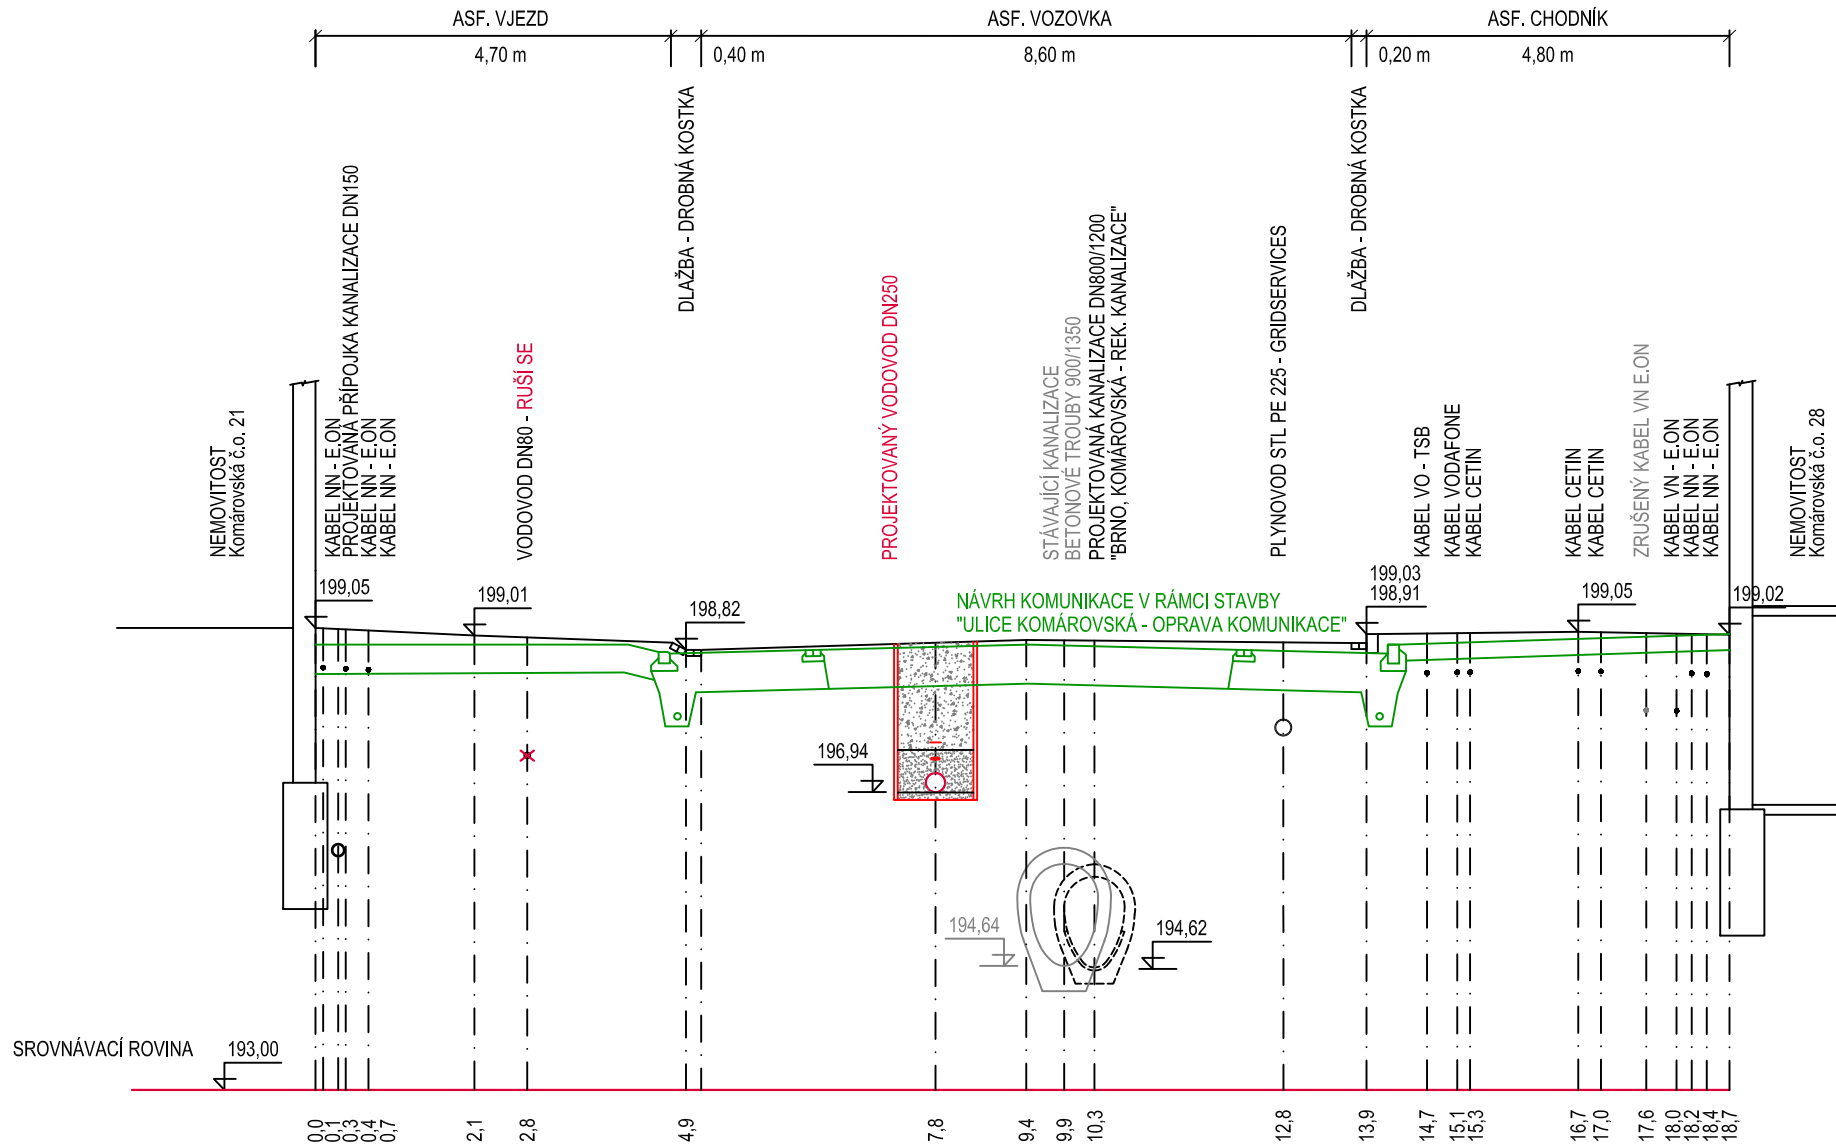 ASF. VJEZD
ASF. VOZOVKA
ASF. CHODNÍK
4,70 m
0,40 m
8,60 m
0,20 m
4,80 m
NEMOVITOST
Komárovská č.o. 21
KABEL NN - E.ON
PROJEKTOVANÁ PŘÍPOJKA KANALIZACE DN150
KABEL NN - E.ON
KABEL NN - E.ON
VODOVOD DN80 - RUŠÍ SE
DLAŽBA - DROBNÁ KOSTKA
PROJEKTOVANÝ VODOVOD DN250
STÁVAJÍCÍ KANALIZACE
BETONOVÉ TROUBY 900/1350
PROJEKTOVANÁ KANALIZACE DN800/1200
"BRNO, KOMÁROVSKÁ - REK. KANALIZACE"
PLYNOVOD STL PE 225 - GRIDSERVICES
DLAŽBA - DROBNÁ KOSTKA
KABEL VO - TSB
KABEL VODAFONE
KABEL CETIN
KABEL CETIN
KABEL CETIN
ZRUŠENÝ KABEL VN E.ON
KABEL VN - E.ON
KABEL NN - E.ON
KABEL NN - E.ON
NEMOVITOST
Komárovská č.o. 28
199,05
199,01
198,82
NÁVRH KOMUNIKACE V RÁMCI STAVBY
"ULICE KOMÁROVSKÁ - OPRAVA KOMUNIKACE"
199,03
198,91
199,05
199,02
196,94
194,64
194,62
SROVNÁVACÍ ROVINA
193,00
0,0
0,1
0,3
0,4
0,7
2,1
2,8
4,9
7,8
9,4
9,9
10,3
12,8
13,9
14,7
15,1
15,3
16,7
17,0
17,6
18,0
18,2
18,4
18,7